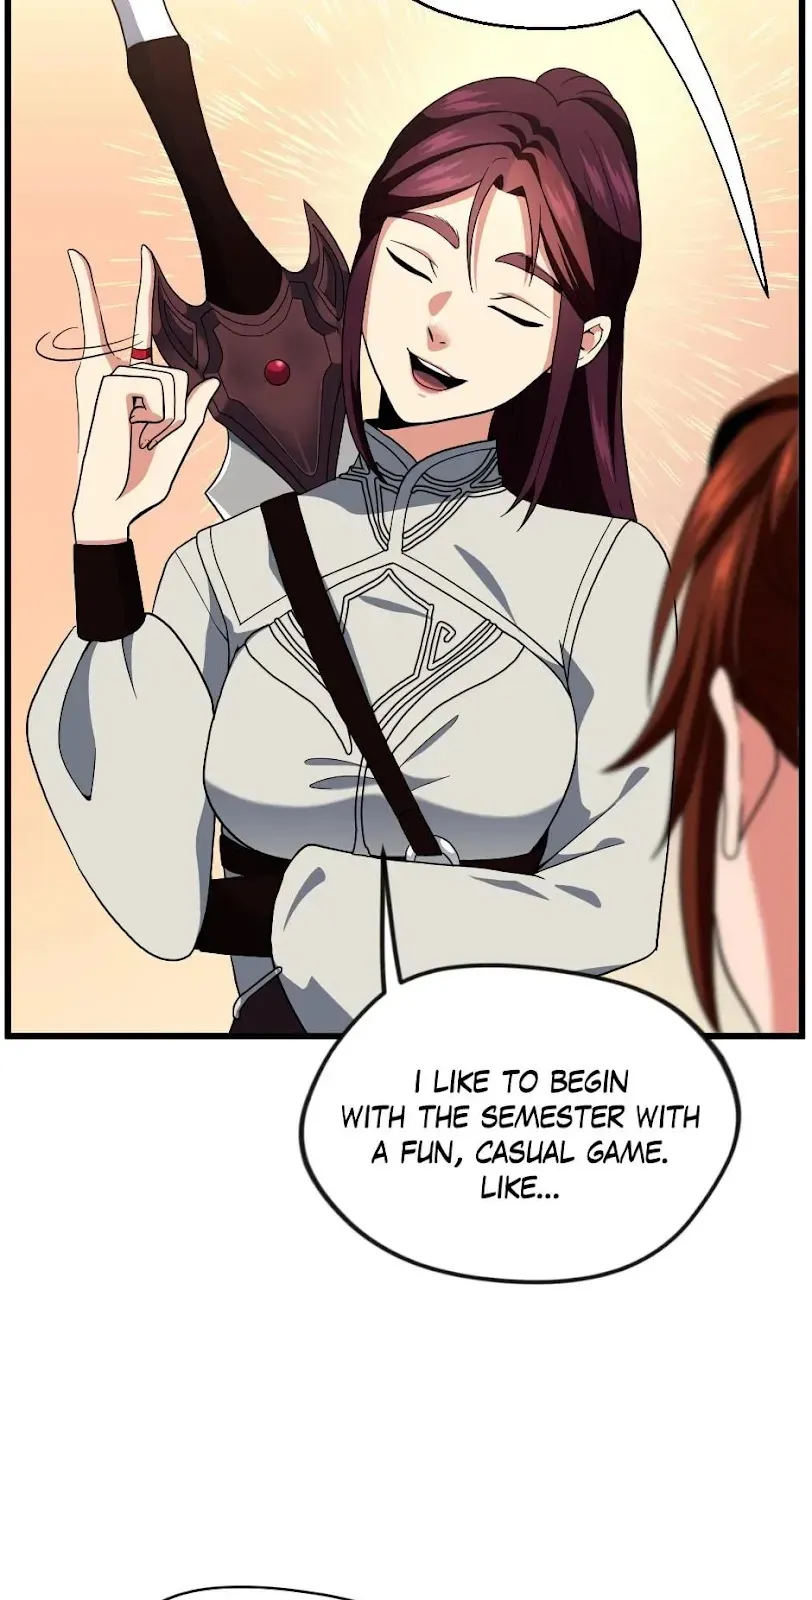 I LIKE TO BEGIN
WITH THE SEMESTER WITH
A FUN, CASUAL GAME.
LIKE...